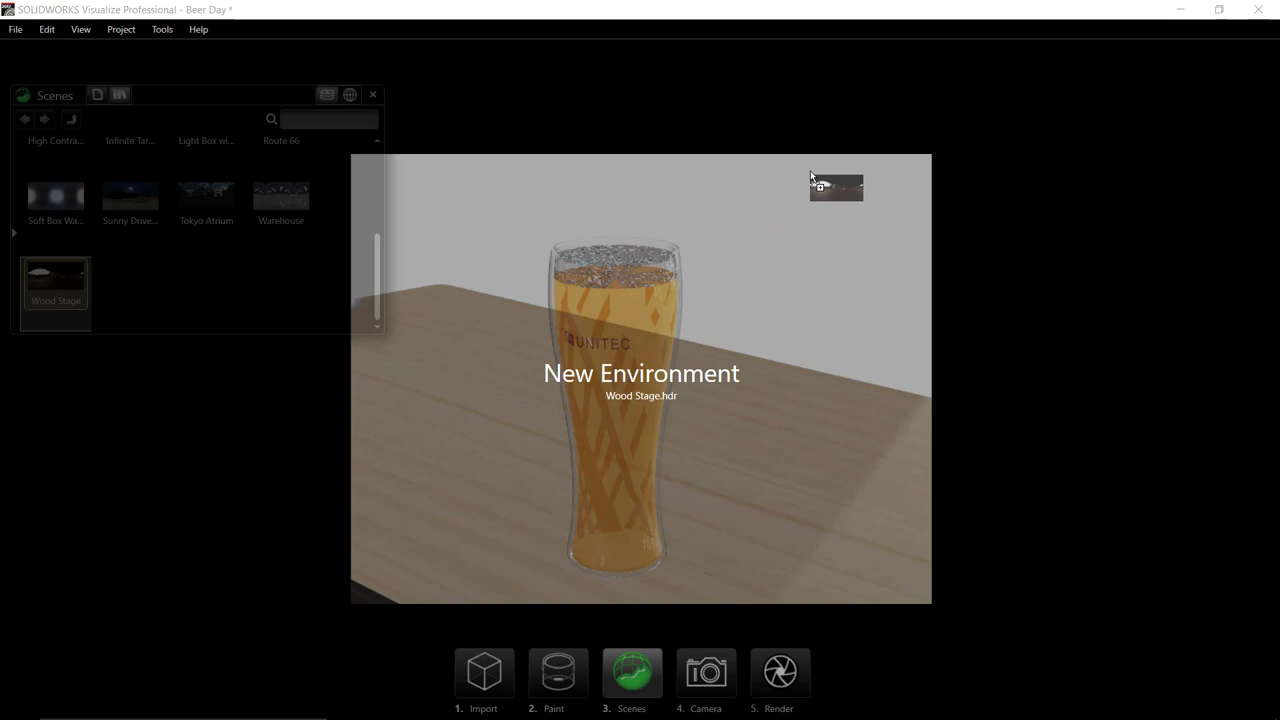 SOLIDWORKS Visualize Professional - Beer Day *
File Edit View Project Tools Help
Scenes
High Contra... Infinite Tar... Light Box wi... Route 66
Soft Box Wa... Sunny Drive... Tokyo Atrium Warehouse
Wood Stage
UNITEC
New Environment
Wood Stage.hdr
1. Import 2. Paint 3. Scenes 4. Camera 5. Render